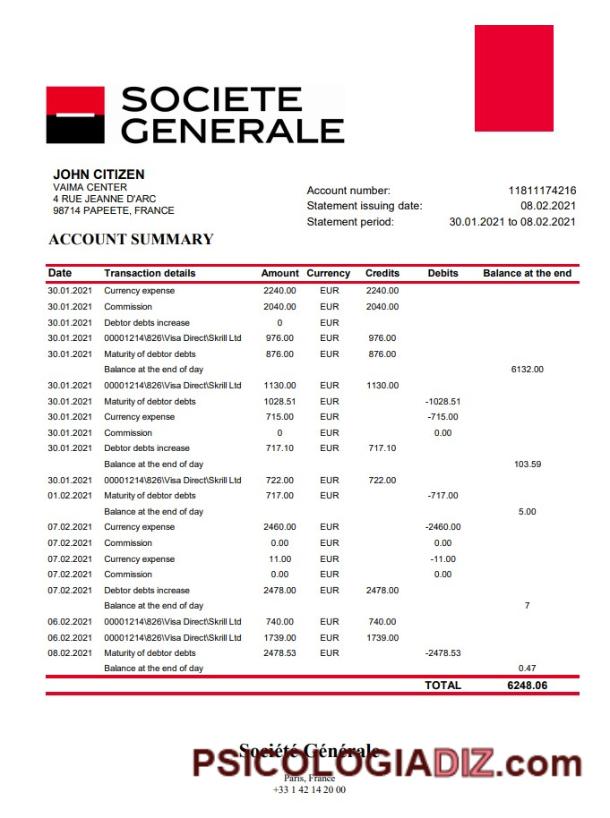 SOCIETE
GENERALE
JOHN CITIZEN
VAIMA CENTER
4 RUE JEANNE D'ARC
98714 PAPEETE, FRANCE
Account number: 11811174216
Statement issuing date: 08.02.2021
Statement period: 30.01.2021 to 08.02.2021
ACCOUNT SUMMARY
Date Transaction details Amount Currency Credits Debits Balance at the end
30.01.2021 Currency expense 2240.00 EUR 2240.00
30.01.2021 Commission 2040.00 EUR 2040.00
30.01.2021 Debtor debts increase 0 EUR
30.01.2021 00001214\826\Visa Direct\Skrill Ltd 976.00 EUR 976.00
30.01.2021 Maturity of debtor debts 876.00 EUR 876.00
Balance at the end of day 6132.00
30.01.2021 00001214\826\Visa Direct\Skrill Ltd 1130.00 EUR 1130.00
30.01.2021 Maturity of debtor debts 1028.51 EUR -1028.51
30.01.2021 Currency expense 715.00 EUR -715.00
30.01.2021 Commission 0 EUR 0.00
30.01.2021 Debtor debts increase 717.10 EUR 717.10
Balance at the end of day 103.59
30.01.2021 00001214\826\Visa Direct\Skrill Ltd 722.00 EUR 722.00
01.02.2021 Maturity of debtor debts 717.00 EUR -717.00
Balance at the end of day 5.00
07.02.2021 Currency expense 2460.00 EUR -2460.00
07.02.2021 Commission 0.00 EUR 0.00
07.02.2021 Currency expense 11.00 EUR -11.00
07.02.2021 Commission 0.00 EUR 0.00
07.02.2021 Debtor debts increase 2478.00 EUR 2478.00
Balance at the end of day 7
06.02.2021 00001214\826\Visa Direct\Skrill Ltd 740.00 EUR 740.00
06.02.2021 00001214\826\Visa Direct\Skrill Ltd 1739.00 EUR 1739.00
08.02.2021 Maturity of debtor debts 2478.53 EUR -2478.53
Balance at the end of day 0.47
TOTAL 6248.06
Société Générale
PSICOLOGIADIZ.com
Paris, France
+33 1 42 14 20 00